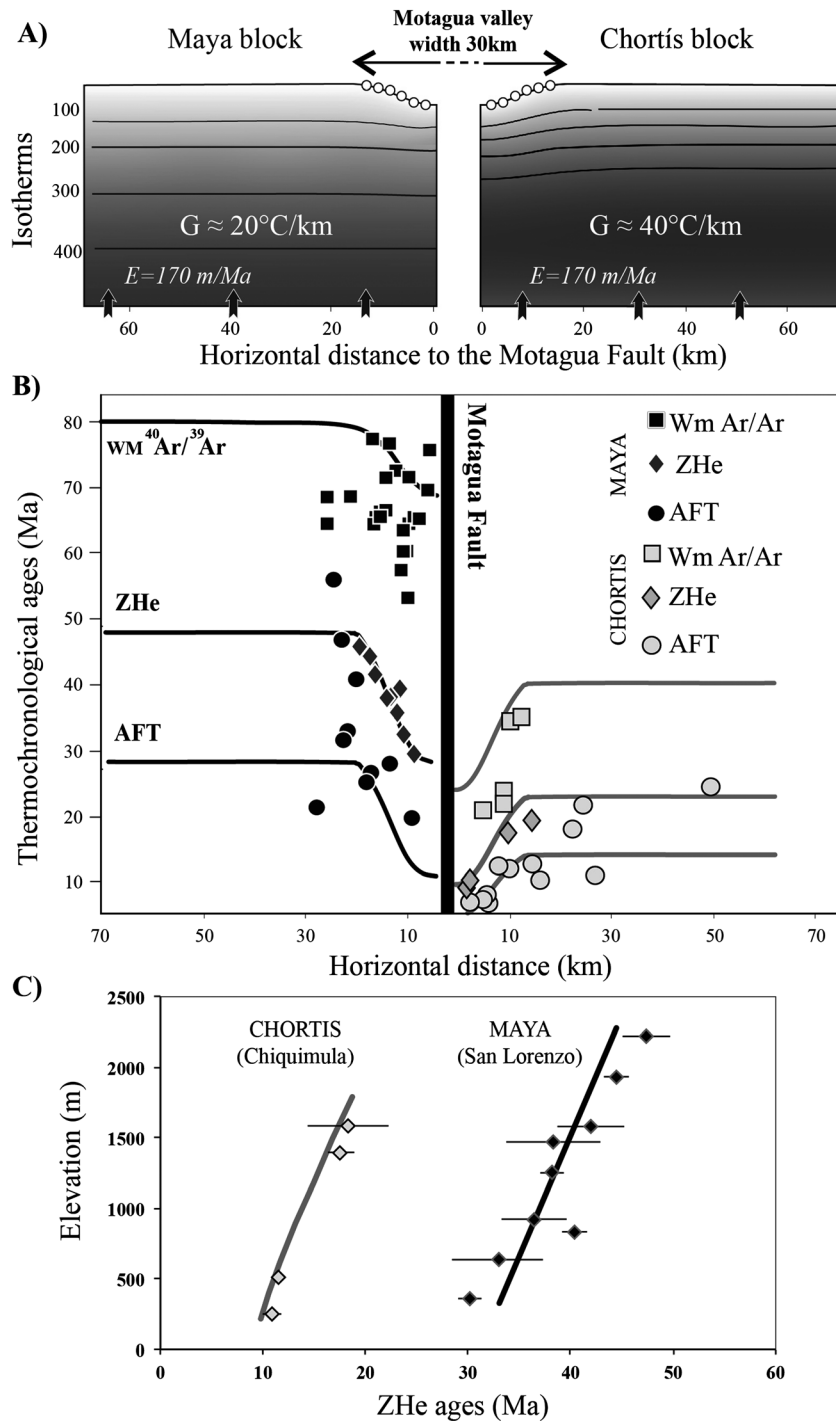 A)
Maya block
Motagua valley
width 30km
Chortís block
Isotherms
100
200
300
400
G ≈ 20°C/km
E=170 m/Ma
G ≈ 40°C/km
E=170 m/Ma
60 40 20 0
0 20 40 60
Horizontal distance to the Motagua Fault (km)
B)
Thermochronological ages (Ma)
80
70
60
50
40
30
20
10
WM ⁴⁰Ar/³⁹Ar
ZHe
AFT
Motagua Fault
MAYA
Wm Ar/Ar
ZHe
AFT
CHORTIS
Wm Ar/Ar
ZHe
AFT
70 50 30 10 10 30 50 70
Horizontal distance (km)
C)
Elevation (m)
2500
2000
1500
1000
500
0
CHORTIS
(Chiquimula)
MAYA
(San Lorenzo)
0 10 20 30 40 50 60
ZHe ages (Ma)